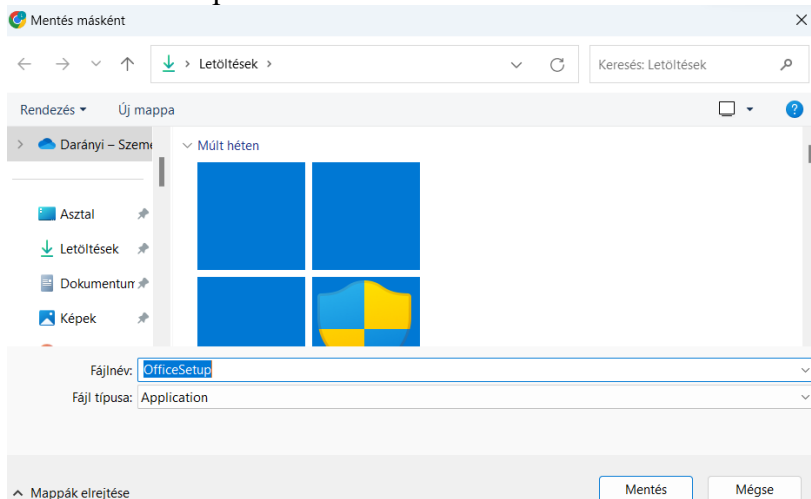 Mentés másként
Letöltések
Keresés: Letöltések
Rendezés
Új mappa
Darányi – Szeme
Múlt héten
Asztal
Letöltések
Dokumentum
Képek
Fájlnév: OfficeSetup
Fájl típusa: Application
Mappák elrejtése
Mentés
Mégse